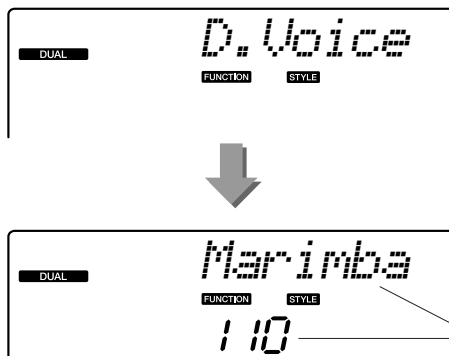 D.Voice
DUAL
FUNCTION STYLE
Marimba
DUAL
FUNCTION STYLE
110